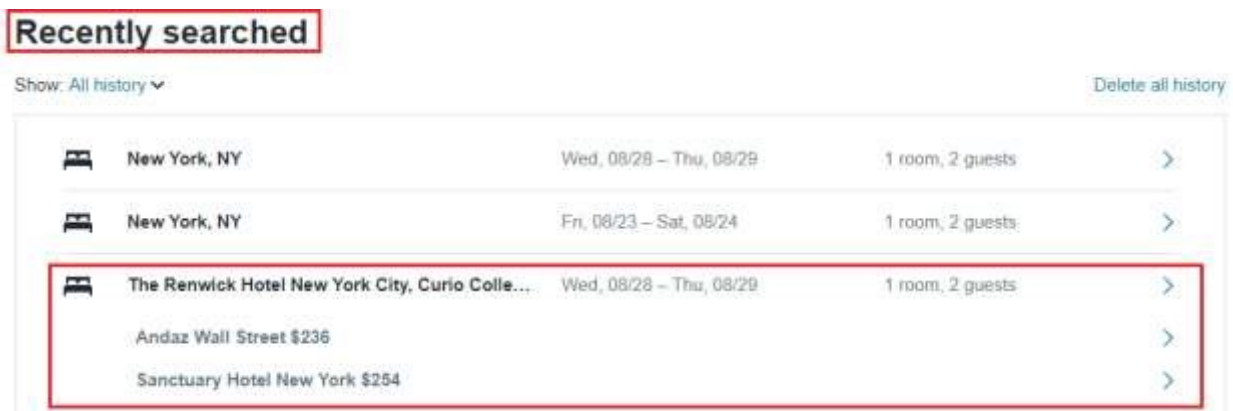 Recently searched
Show: All history Delete all history
New York, NY Wed, 08/28 – Thu, 08/29 1 room, 2 guests
New York, NY Fri, 08/23 – Sat, 08/24 1 room, 2 guests
The Renwick Hotel New York City, Curio Colle... Wed, 08/28 – Thu, 08/29 1 room, 2 guests
Andaz Wall Street $236
Sanctuary Hotel New York $254